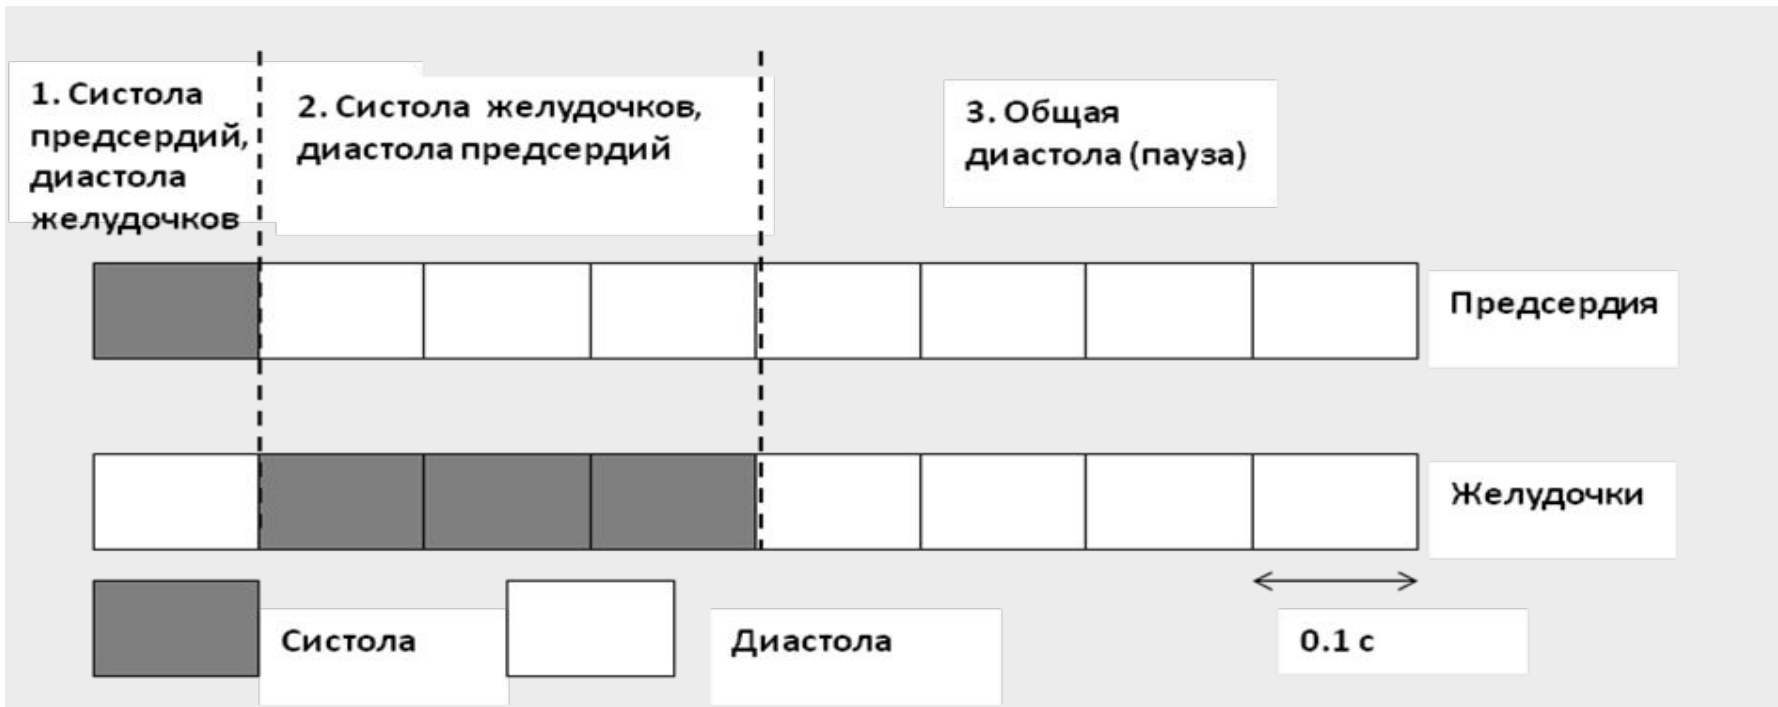 1. Систола
предсердий,
диастола
желудочков
2. Систола желудочков,
диастола предсердий
3. Общая
диастола (пауза)
Предсердия
Желудочки
Систола
Диастола
0.1 с